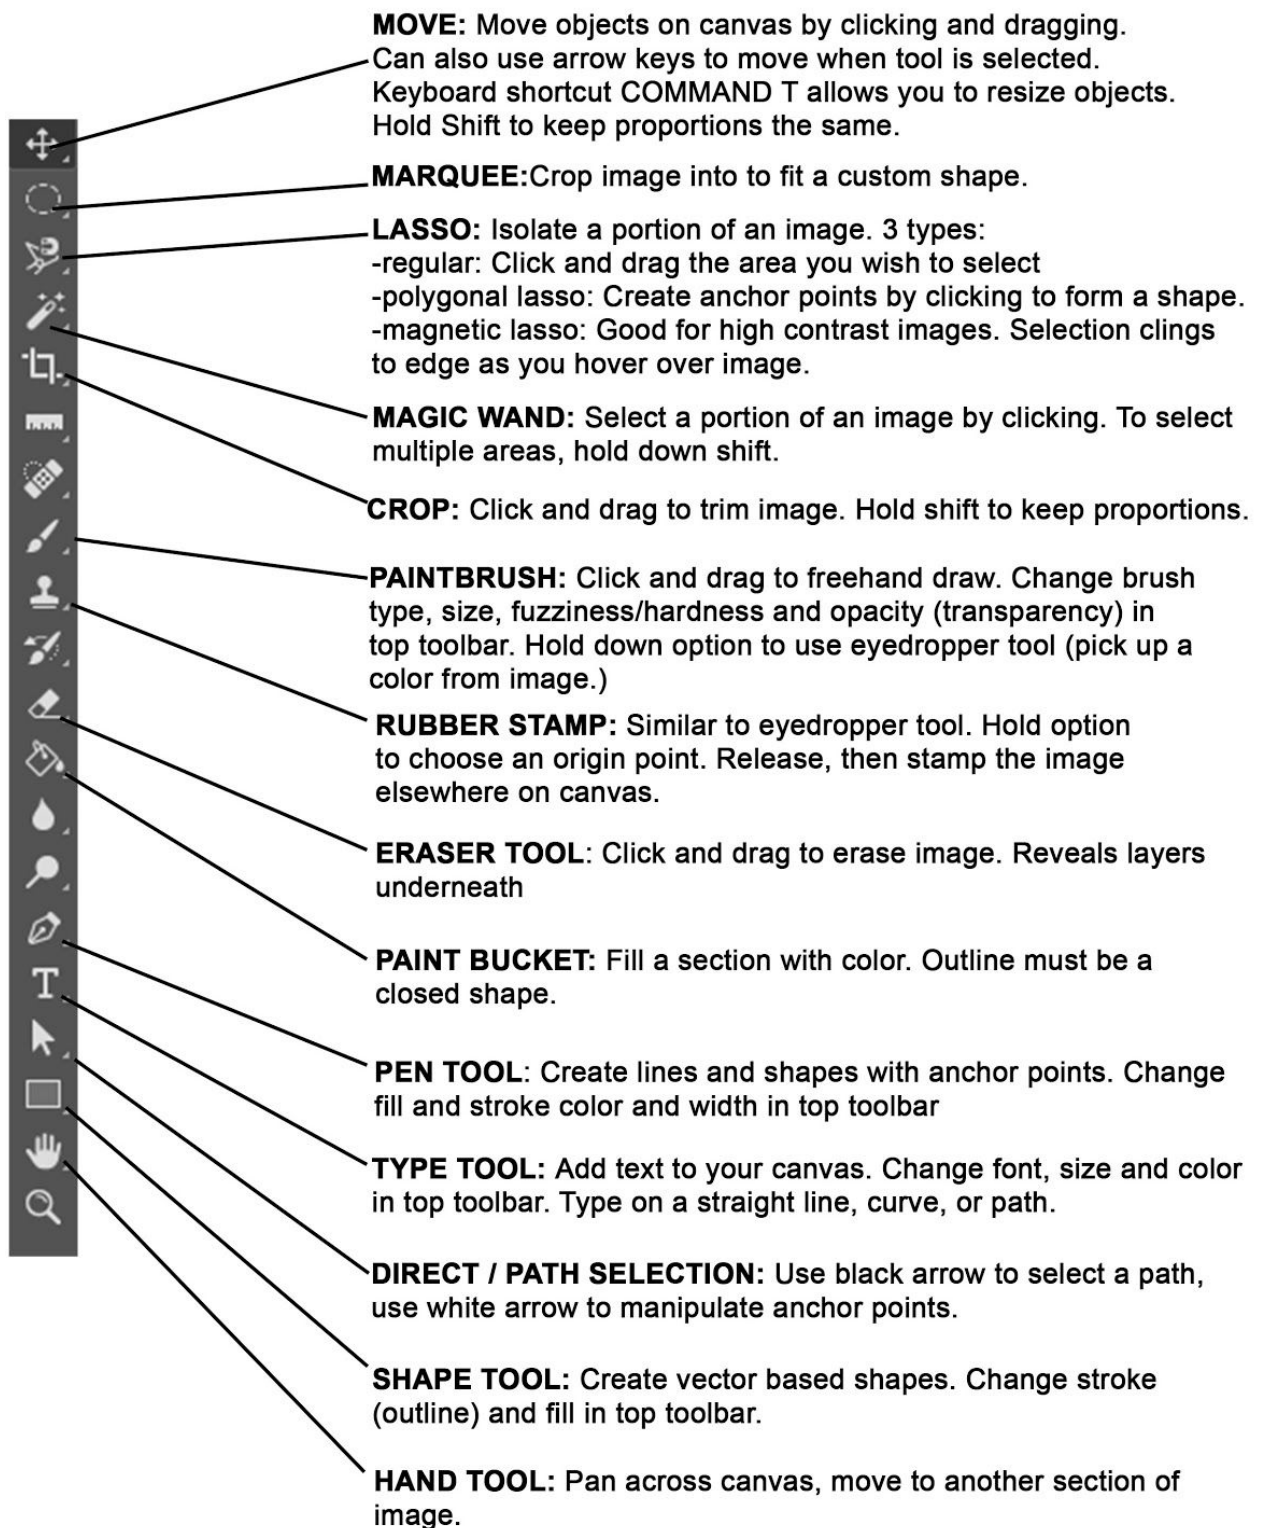 MOVE: Move objects on canvas by clicking and dragging.
Can also use arrow keys to move when tool is selected.
Keyboard shortcut COMMAND T allows you to resize objects.
Hold Shift to keep proportions the same.
MARQUEE:Crop image into to fit a custom shape.
LASSO: Isolate a portion of an image. 3 types:
-regular: Click and drag the area you wish to select
-polygonal lasso: Create anchor points by clicking to form a shape.
-magnetic lasso: Good for high contrast images. Selection clings
to edge as you hover over image.
MAGIC WAND: Select a portion of an image by clicking. To select
multiple areas, hold down shift.
CROP: Click and drag to trim image. Hold shift to keep proportions.
PAINTBRUSH: Click and drag to freehand draw. Change brush
type, size, fuzziness/hardness and opacity (transparency) in
top toolbar. Hold down option to use eyedropper tool (pick up a
color from image.)
RUBBER STAMP: Similar to eyedropper tool. Hold option
to choose an origin point. Release, then stamp the image
elsewhere on canvas.
ERASER TOOL: Click and drag to erase image. Reveals layers
underneath
PAINT BUCKET: Fill a section with color. Outline must be a
closed shape.
PEN TOOL: Create lines and shapes with anchor points. Change
fill and stroke color and width in top toolbar
TYPE TOOL: Add text to your canvas. Change font, size and color
in top toolbar. Type on a straight line, curve, or path.
DIRECT / PATH SELECTION: Use black arrow to select a path,
use white arrow to manipulate anchor points.
SHAPE TOOL: Create vector based shapes. Change stroke
(outline) and fill in top toolbar.
HAND TOOL: Pan across canvas, move to another section of
image.